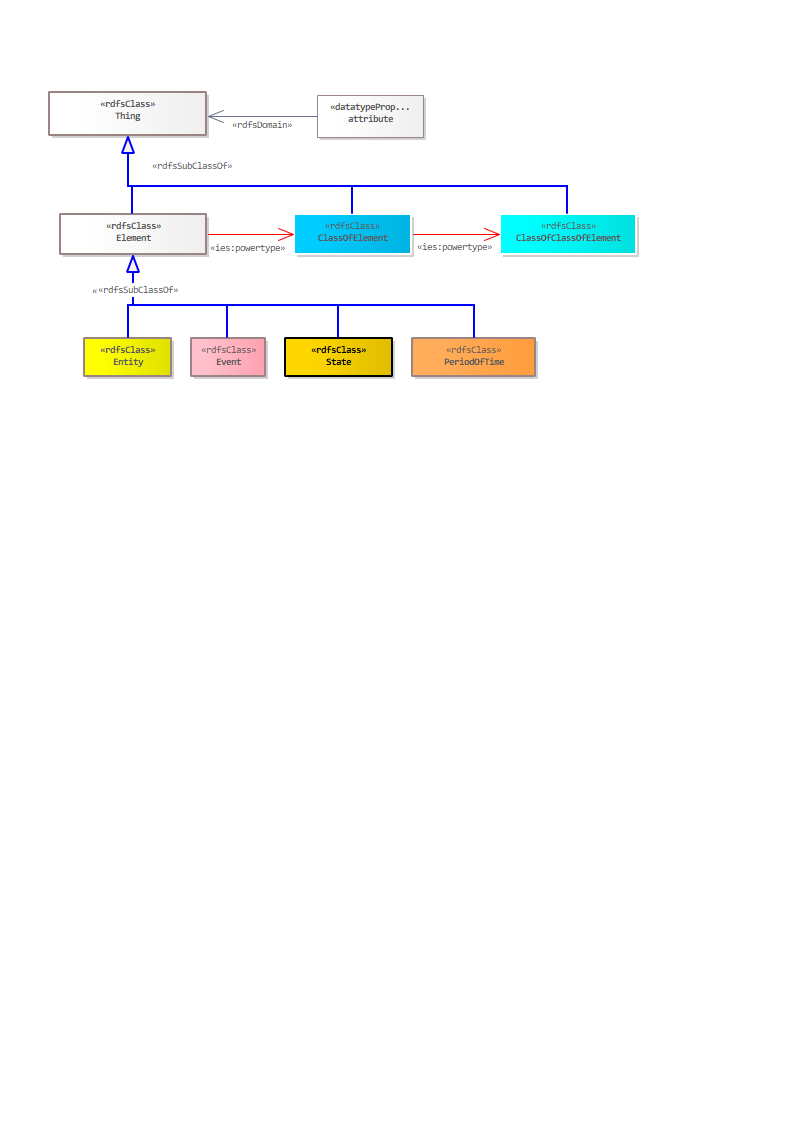 «rdfsClass»
Thing
«datatypeProp...
attribute
«rdfsDomain»
«rdfsSubClassOf»
«rdfsClass»
Element
«rdfsClass»
ClassOfElement
«rdfsClass»
ClassOfClassOfElement
«ies:powertype»
«ies:powertype»
««rdfsSubClassOf»
«rdfsClass»
Entity
«rdfsClass»
Event
«rdfsClass»
State
«rdfsClass»
PeriodOfTime